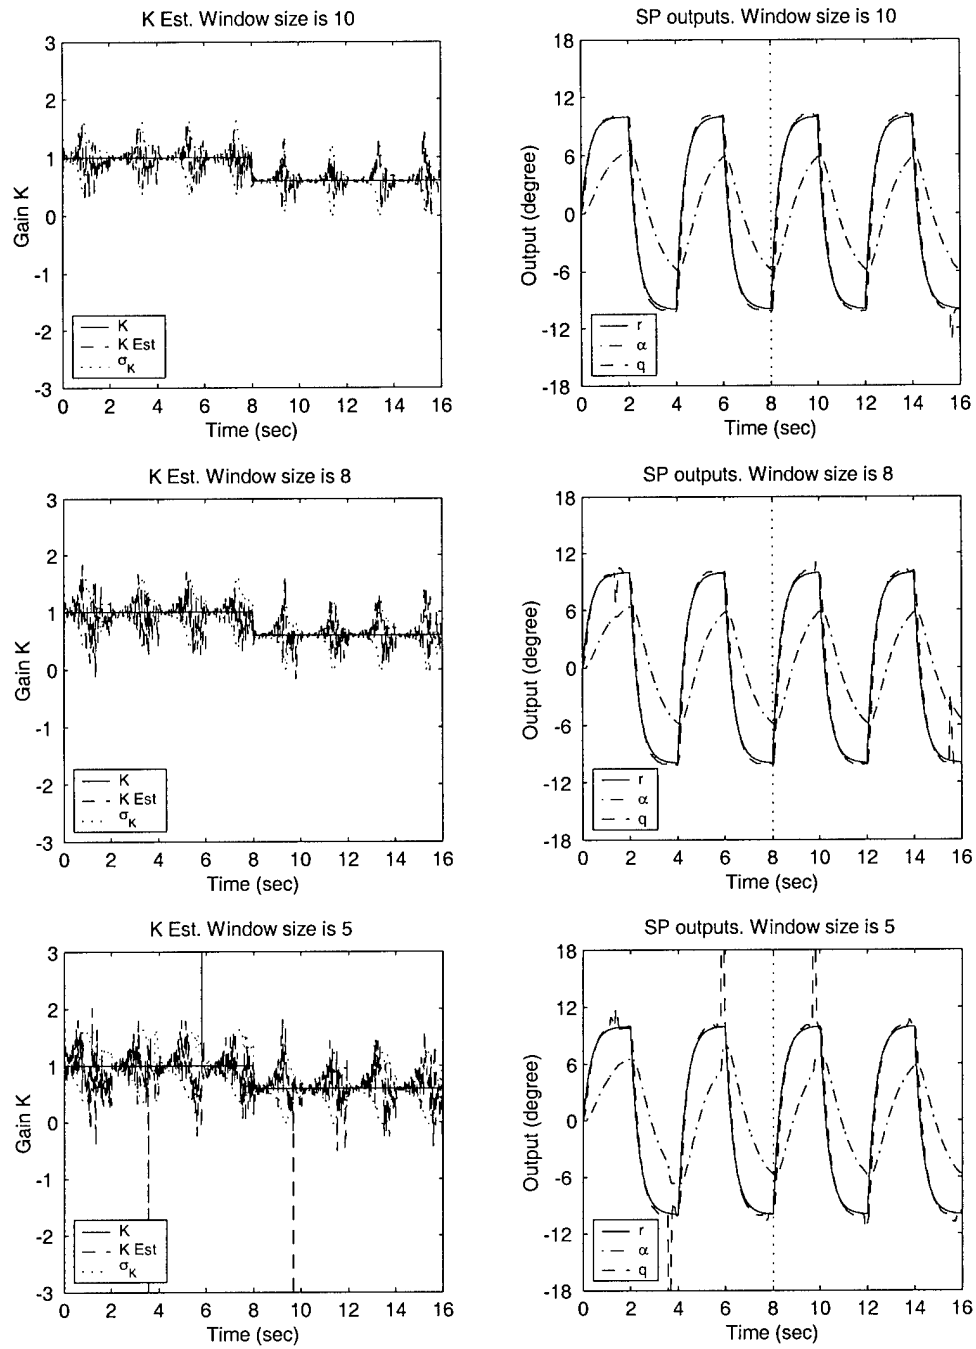 K Est. Window size is 10
3
2
1
0
-1
-2
-3
Gain K
K
K Est
σK
0 2 4 6 8 10 12 14 16
Time (sec)
SP outputs. Window size is 10
18
12
6
0
-6
-12
-18
Output (degree)
r
α
q
0 2 4 6 8 10 12 14 16
Time (sec)
K Est. Window size is 8
3
2
1
0
-1
-2
-3
Gain K
K
K Est
σK
0 2 4 6 8 10 12 14 16
Time (sec)
SP outputs. Window size is 8
18
12
6
0
-6
-12
-18
Output (degree)
r
α
q
0 2 4 6 8 10 12 14 16
Time (sec)
K Est. Window size is 5
3
2
1
0
-1
-2
-3
Gain K
K
K Est
σK
0 2 4 6 8 10 12 14 16
Time (sec)
SP outputs. Window size is 5
18
12
6
0
-6
-12
-18
Output (degree)
r
α
q
0 2 4 6 8 10 12 14 16
Time (sec)